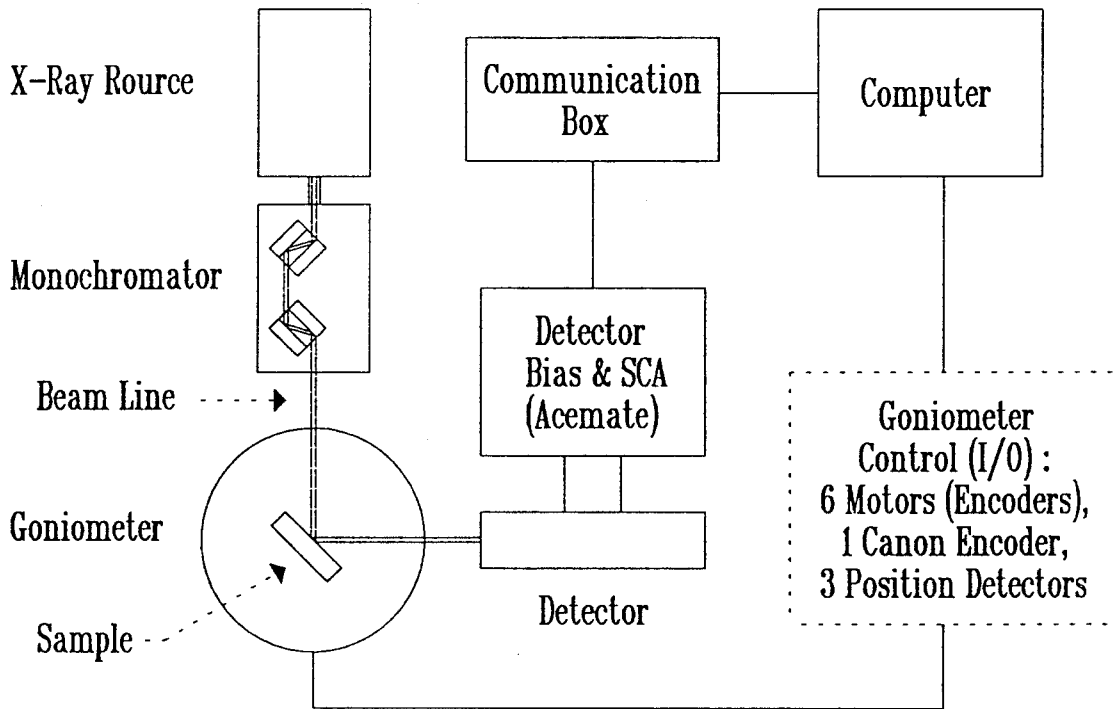 X-Ray Rource
Communication
Box
Computer
Monochromator
Detector
Bias & SCA
(Acemate)
Beam Line
Goniometer
Control (I/O) :
6 Motors (Encoders),
1 Canon Encoder,
3 Position Detectors
Goniometer
Detector
Sample